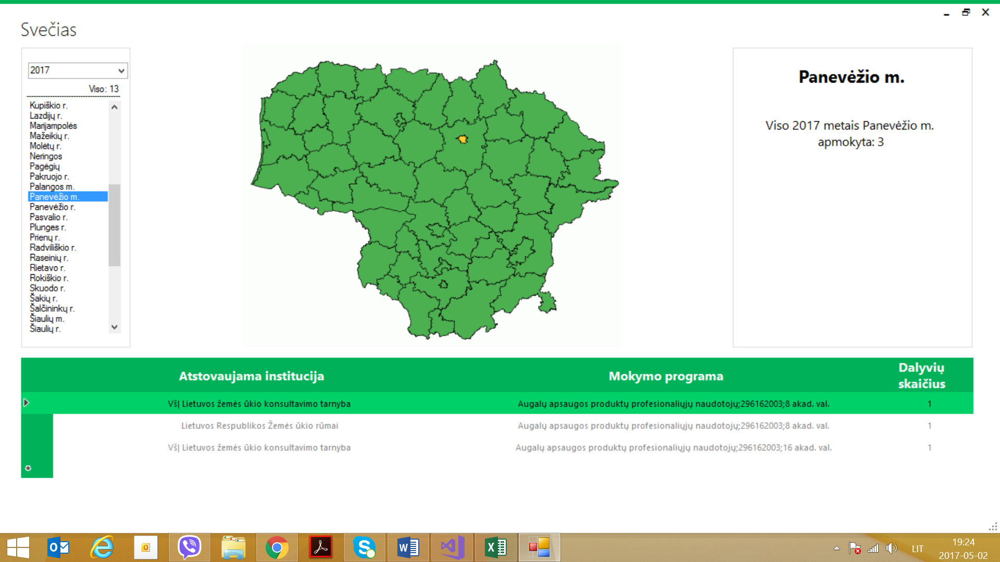 Svečias
2017
Viso: 13
Kupiškio r.
Lazdijų r.
Marijampolės
Mažeikių r.
Molėtų r.
Neringos
Pagėgių
Pakruojo r.
Palangos m.
Panevėžio m.
Panevėžio r.
Pasvalio r.
Plunges r.
Prienų r.
Radviliškio r.
Raseinių r.
Rietavo r.
Rokiškio r.
Skuodo r.
Šakių r.
Šalčininkų r.
Šiaulių m.
Šiaulių r.
Panevėžio m.
Viso 2017 metais Panevėžio m.
apmokyta: 3
Atstovaujama institucija Mokymo programa Dalyvių
skaičius
VšĮ Lietuvos žemės ūkio konsultavimo tarnyba Augalų apsaugos produktų profesionaliųjų naudotojų;296162003;8 akad. val. 1
Lietuvos Respublikos Žemės ūkio rūmai Augalų apsaugos produktų profesionaliųjų naudotojų;296162003;8 akad. val. 1
VšĮ Lietuvos žemės ūkio konsultavimo tarnyba Augalų apsaugos produktų profesionaliųjų naudotojų;296162003;16 akad. val. 1
LIT
19:24
2017-05-02